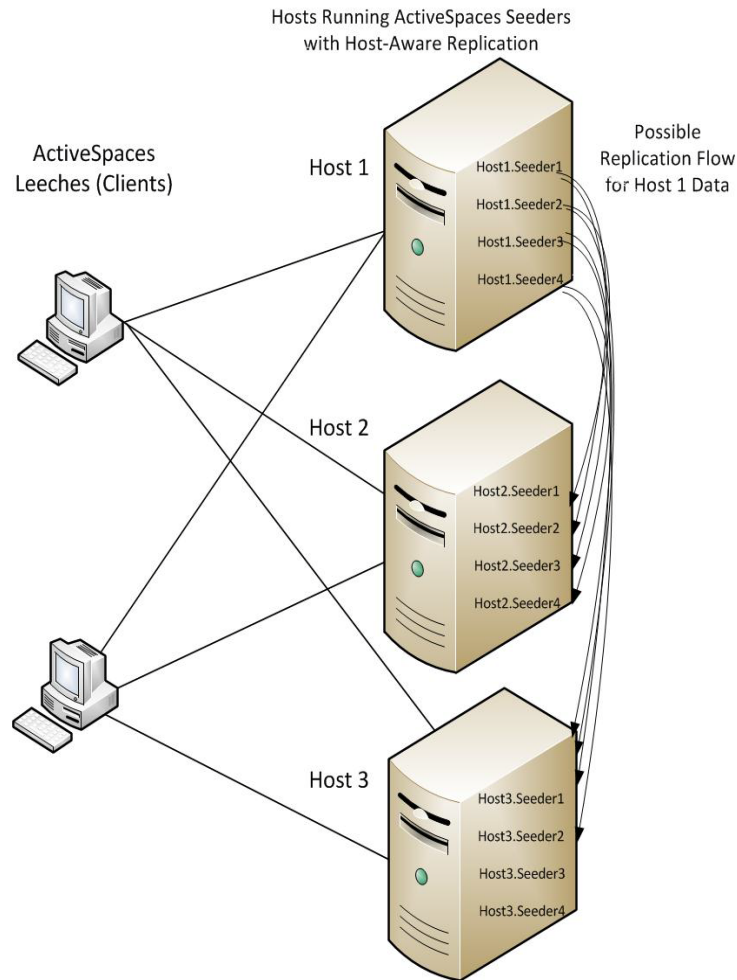 Hosts Running ActiveSpaces Seeders
with Host-Aware Replication
ActiveSpaces
Leeches (Clients)
Possible
Replication Flow
for Host 1 Data
Host 1
Host1.Seeder1
Host1.Seeder2
Host1.Seeder3
Host1.Seeder4
Host 2
Host2.Seeder1
Host2.Seeder2
Host2.Seeder3
Host2.Seeder4
Host 3
Host3.Seeder1
Host3.Seeder2
Host3.Seeder3
Host3.Seeder4